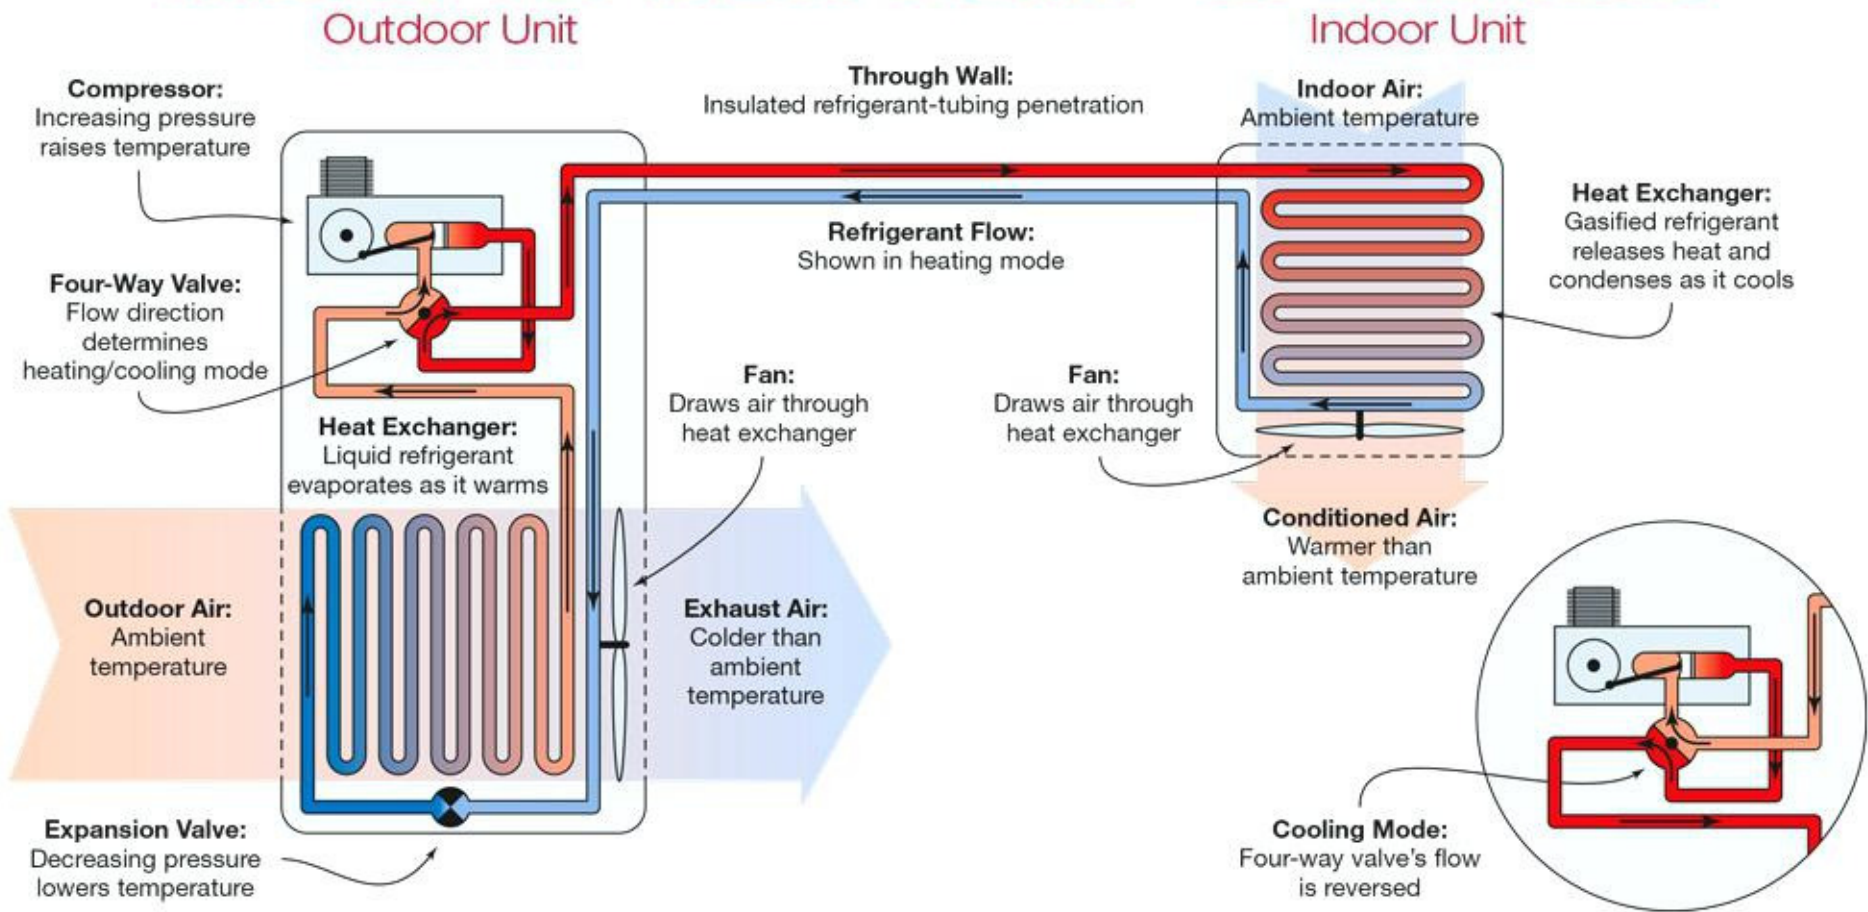 Outdoor Unit
Indoor Unit
Compressor:
Increasing pressure
raises temperature
Through Wall:
Insulated refrigerant-tubing penetration
Indoor Air:
Ambient temperature
Heat Exchanger:
Gasified refrigerant
releases heat and
condenses as it cools
Refrigerant Flow:
Shown in heating mode
Four-Way Valve:
Flow direction
determines
heating/cooling mode
Fan:
Draws air through
heat exchanger
Fan:
Draws air through
heat exchanger
Heat Exchanger:
Liquid refrigerant
evaporates as it warms
Conditioned Air:
Warmer than
ambient temperature
Outdoor Air:
Ambient
temperature
Exhaust Air:
Colder than
ambient
temperature
Expansion Valve:
Decreasing pressure
lowers temperature
Cooling Mode:
Four-way valve's flow
is reversed